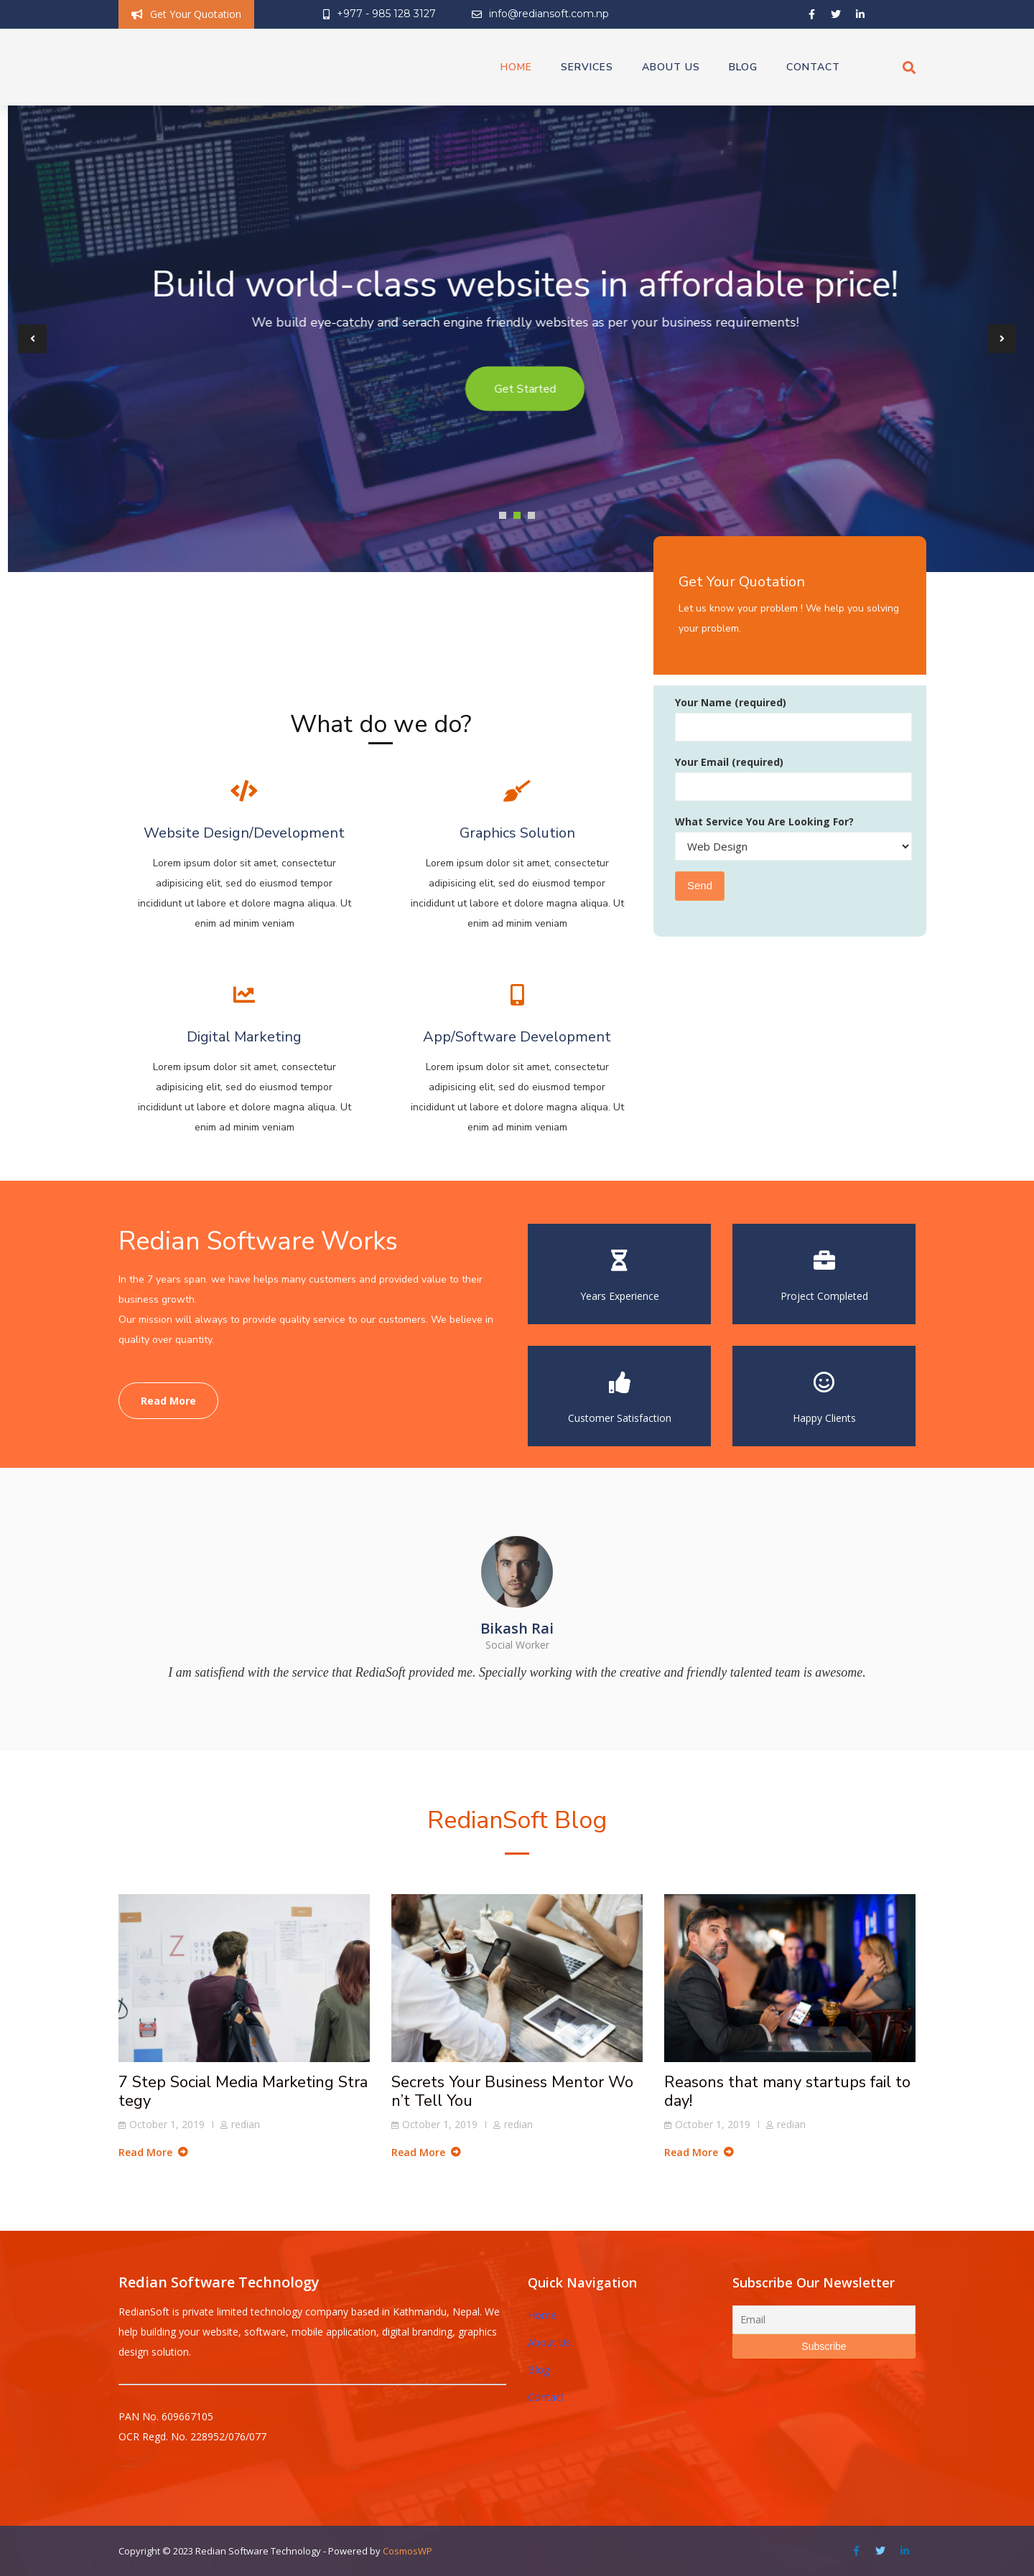 Get Your Quotation
+977 - 985 128 3127
info@rediansoft.com.np
HOME
SERVICES
ABOUT US
BLOG
CONTACT
Build world-class websites in affordable price!
We build eye-catchy and serach engine friendly websites as per your business requirements!
Get Started
Get Your Quotation
Let us know your problem ! We help you solving
your problem.
Your Name (required)
Your Email (required)
What Service You Are Looking For?
Web Design
Send
What do we do?
Website Design/Development
Lorem ipsum dolor sit amet, consectetur
adipisicing elit, sed do eiusmod tempor
incididunt ut labore et dolore magna aliqua. Ut
enim ad minim veniam
Graphics Solution
Lorem ipsum dolor sit amet, consectetur
adipisicing elit, sed do eiusmod tempor
incididunt ut labore et dolore magna aliqua. Ut
enim ad minim veniam
Digital Marketing
Lorem ipsum dolor sit amet, consectetur
adipisicing elit, sed do eiusmod tempor
incididunt ut labore et dolore magna aliqua. Ut
enim ad minim veniam
App/Software Development
Lorem ipsum dolor sit amet, consectetur
adipisicing elit, sed do eiusmod tempor
incididunt ut labore et dolore magna aliqua. Ut
enim ad minim veniam
Redian Software Works
In the 7 years span. we have helps many customers and provided value to their
business growth.
Our mission will always to provide quality service to our customers. We believe in
quality over quantity.
Read More
Years Experience
Project Completed
Customer Satisfaction
Happy Clients
Bikash Rai
Social Worker
I am satisfiend with the service that RediaSoft provided me. Specially working with the creative and friendly talented team is awesome.
RedianSoft Blog
7 Step Social Media Marketing Stra
tegy
October 1, 2019
redian
Read More
Secrets Your Business Mentor Wo
n’t Tell You
October 1, 2019
redian
Read More
Reasons that many startups fail to
day!
October 1, 2019
redian
Read More
Redian Software Technology
RedianSoft is private limited technology company based in Kathmandu, Nepal. We
help building your website, software, mobile application, digital branding, graphics
design solution.
PAN No. 609667105
OCR Regd. No. 228952/076/077
Quick Navigation
Home
About Us
Blog
Contact
Subscribe Our Newsletter
Email
Subscribe
Copyright © 2023 Redian Software Technology - Powered by CosmosWP